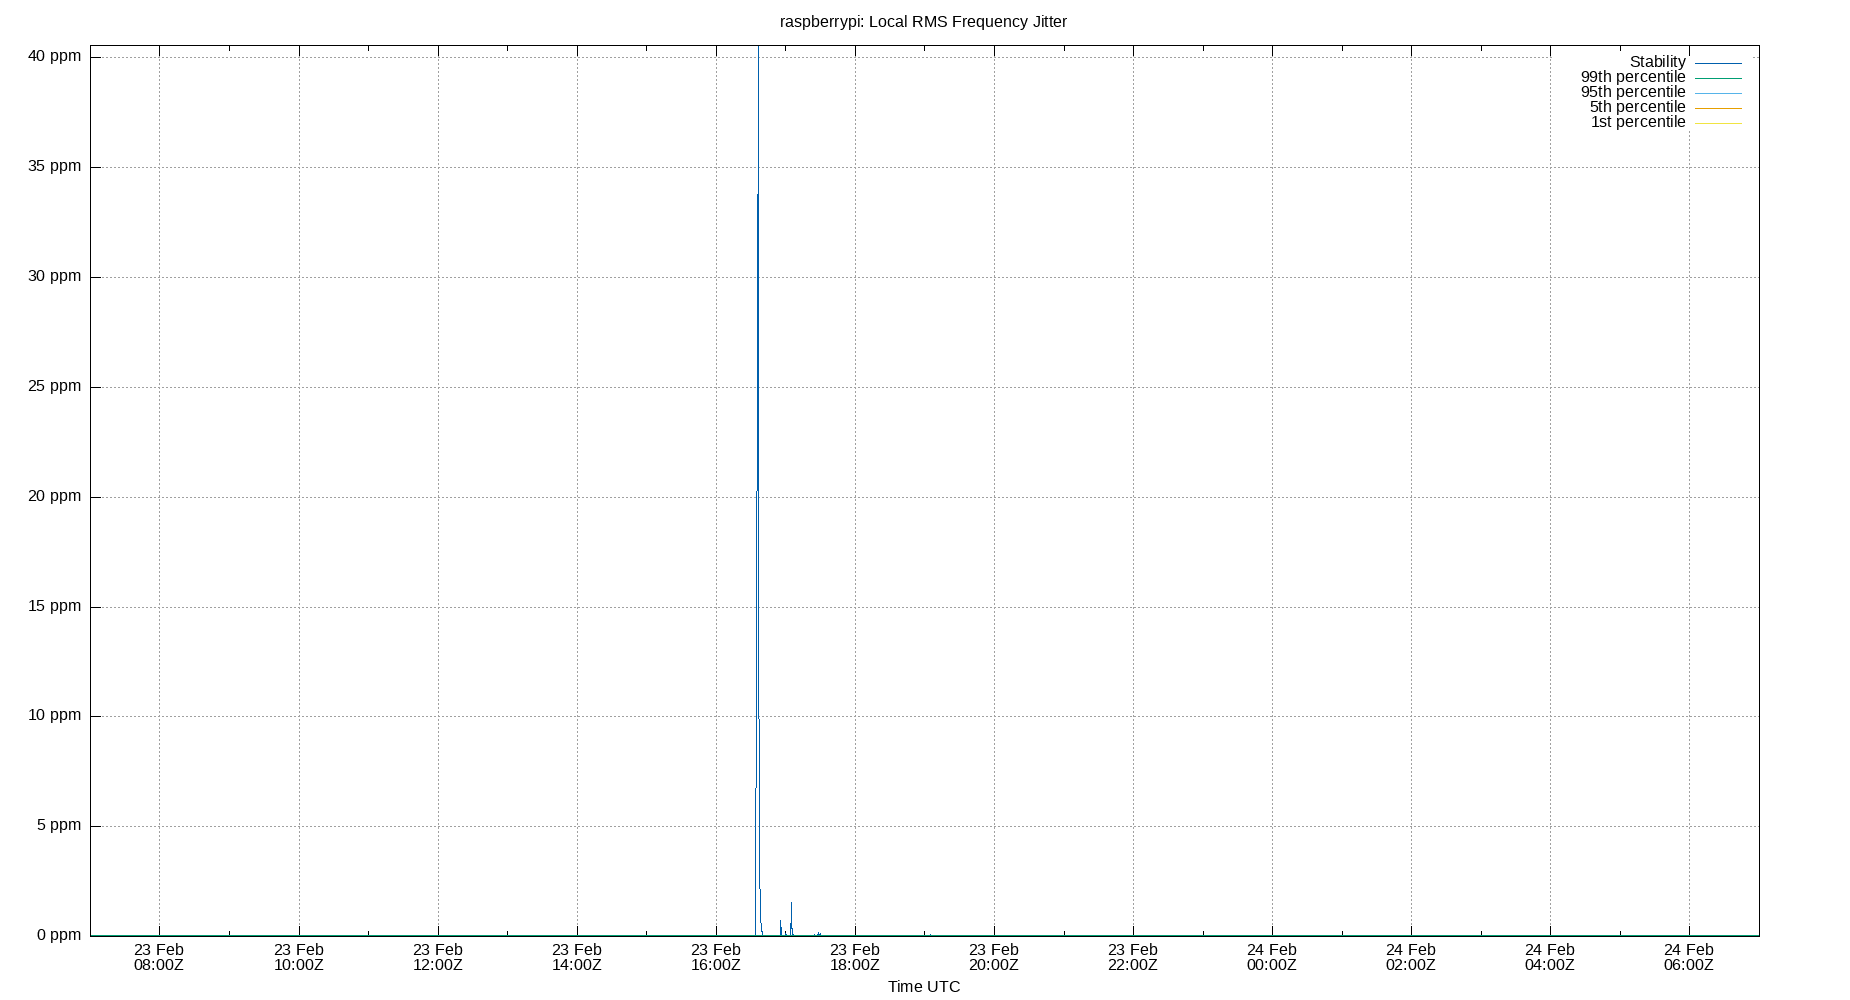 raspberrypi: Local RMS Frequency Jitter
40 ppm
35 ppm
30 ppm
25 ppm
20 ppm
15 ppm
10 ppm
5 ppm
0 ppm
Stability
99th percentile
95th percentile
5th percentile
1st percentile
23 Feb 23 Feb 23 Feb 23 Feb 23 Feb 23 Feb 23 Feb 23 Feb 24 Feb 24 Feb 24 Feb 24 Feb
08:00Z 10:00Z 12:00Z 14:00Z 16:00Z 18:00Z 20:00Z 22:00Z 00:00Z 02:00Z 04:00Z 06:00Z
Time UTC